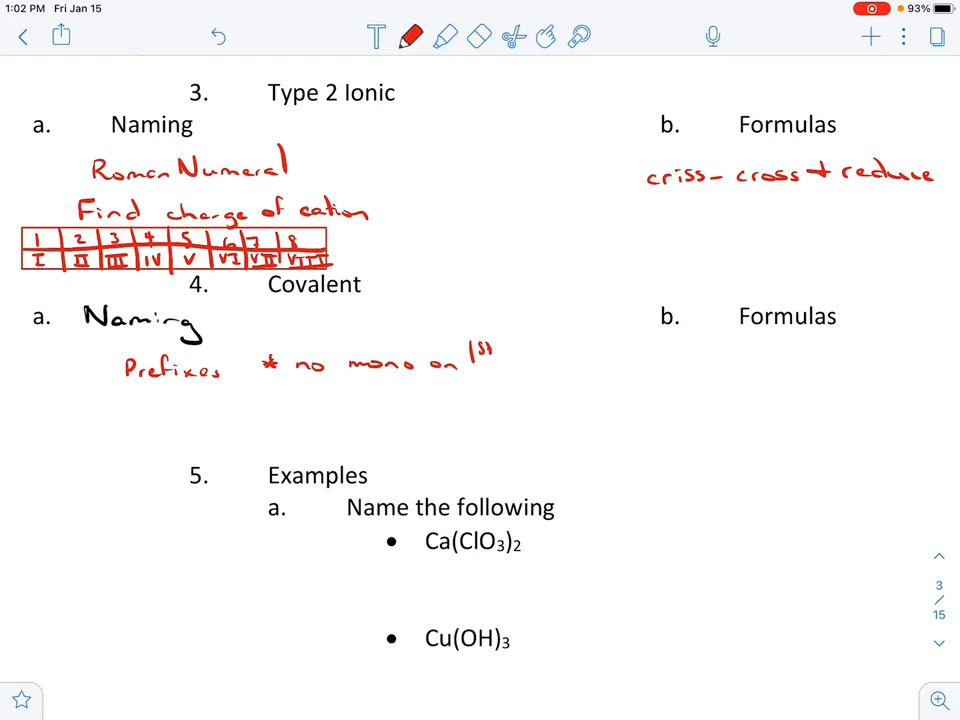 1:02 PM Fri Jan 15 93%
3. Type 2 Ionic
a. Naming b. Formulas
Roman Numeral criss-cross + reduce
Find charge of cation
1 2 3 4 5 6 7 8
I II III IV V VI VII VIII
4. Covalent
a. Naming b. Formulas
Prefixes * no mono on 1st
5. Examples
a. Name the following
• Ca(ClO₃)₂
• Cu(OH)₃
3
/
15